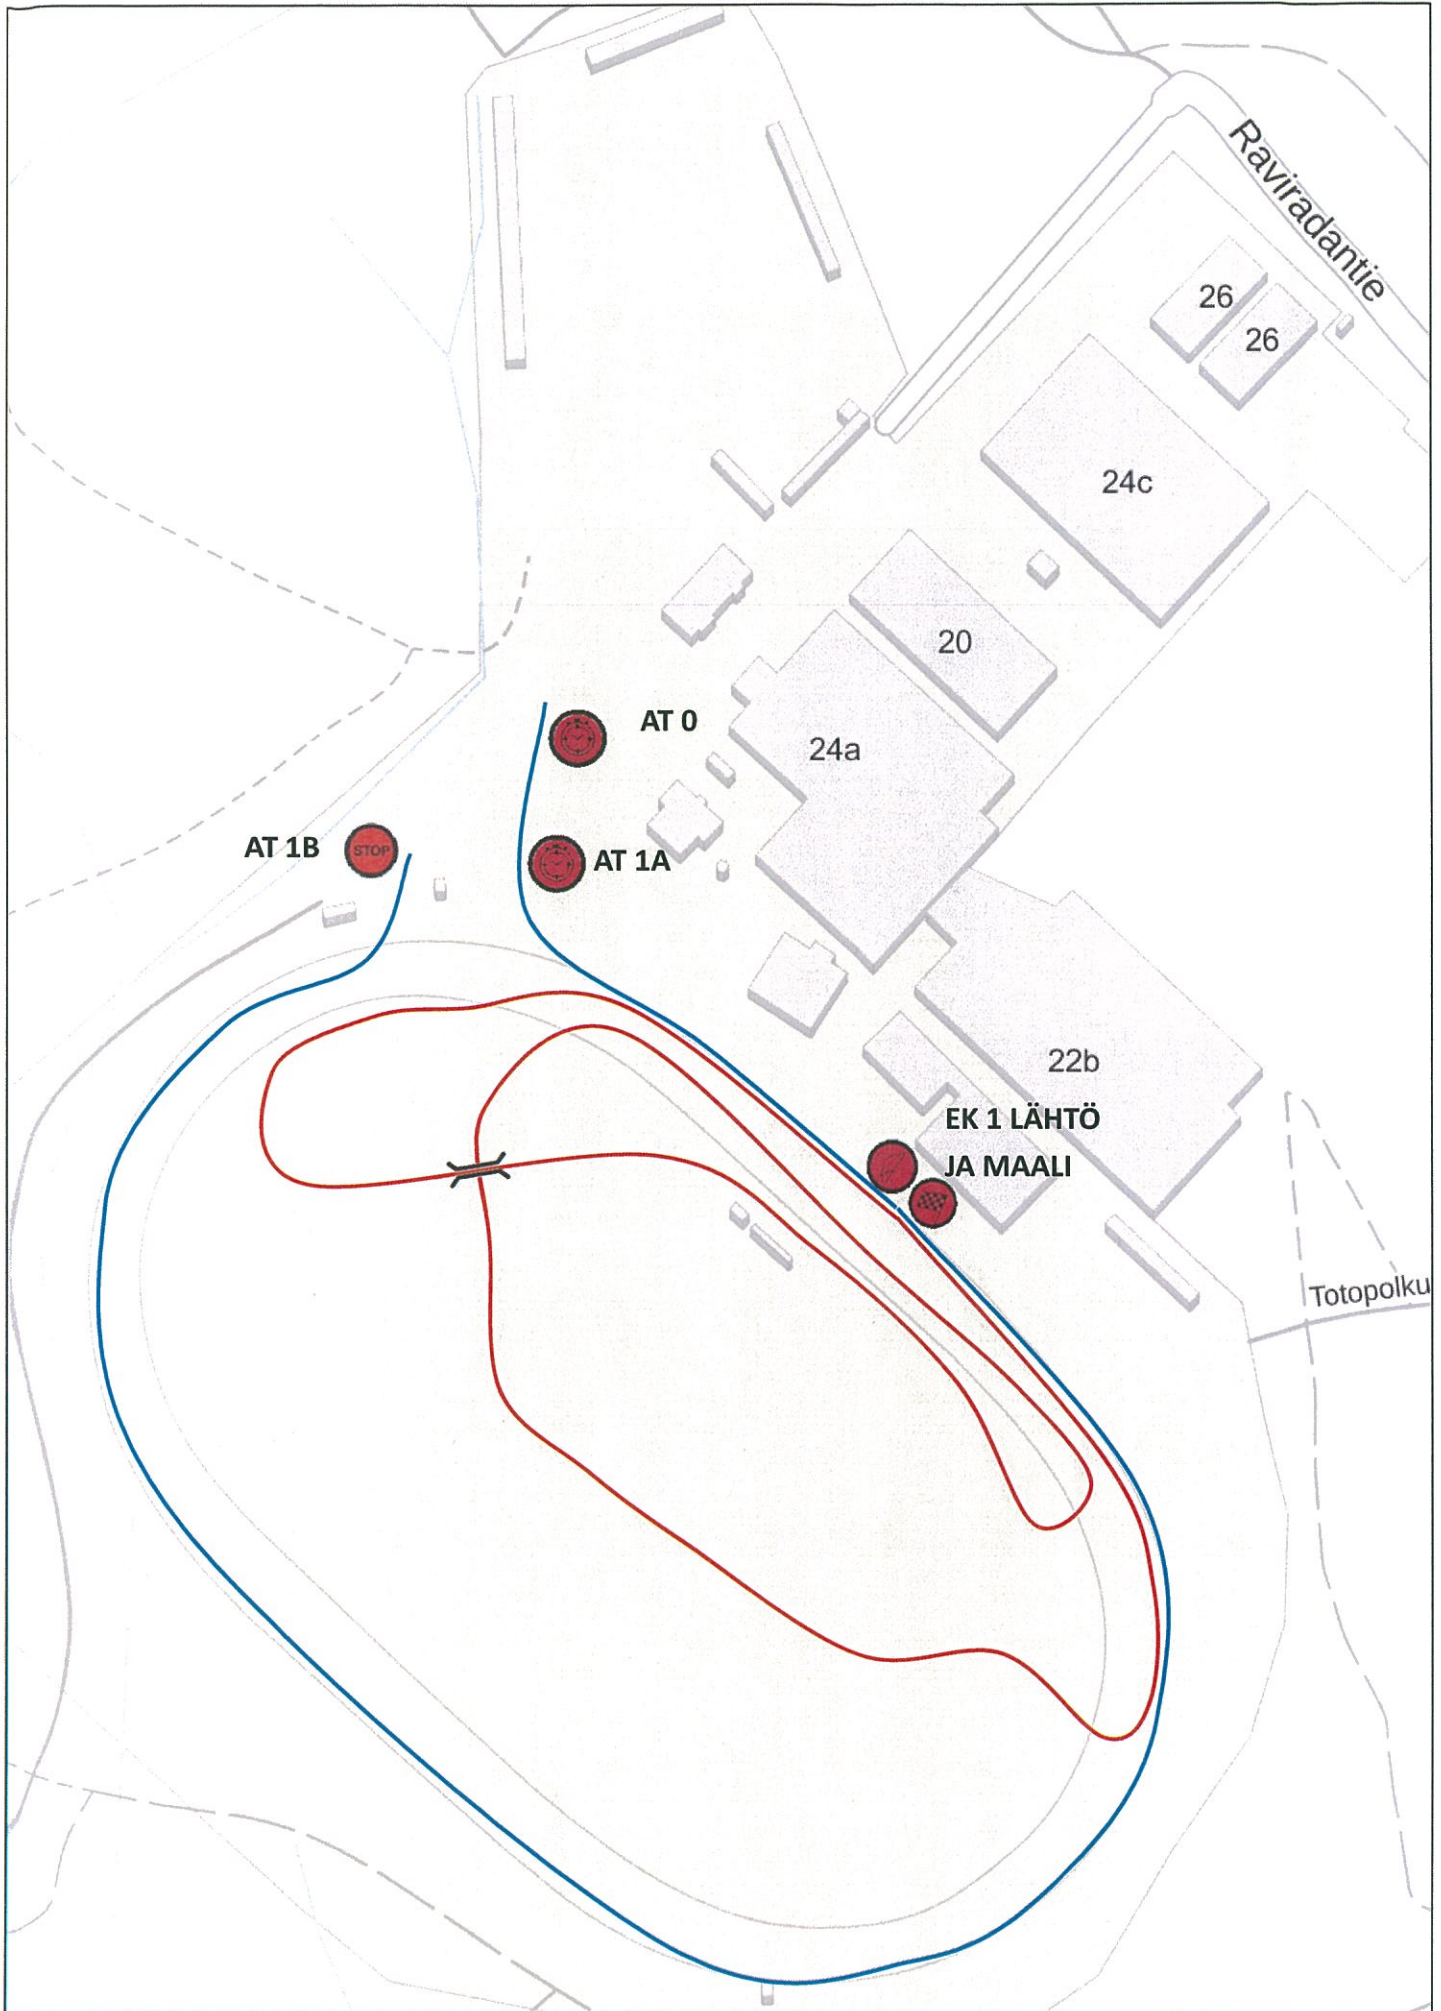 Raviradantie
26
26
24c
20
AT 0
24a
AT 1B
STOP
AT 1A
22b
EK 1 LÄHTÖ
JA MAALI
Totopolku